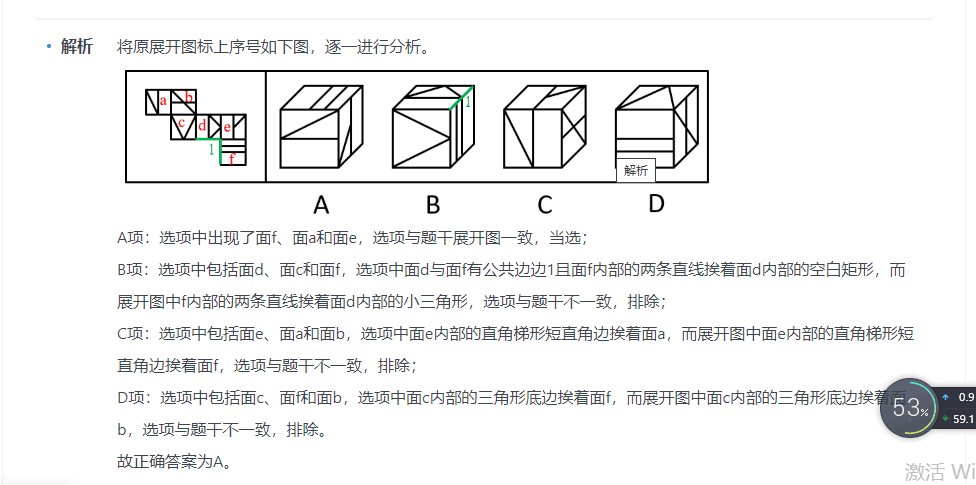 解析 将原展开图标上序号如下图，逐一进行分析。
a b
c d e
1 f
1
解析
A B C D
A项：选项中出现了面f、面a和面e，选项与题干展开图一致，当选；
B项：选项中包括面d、面c和面f，选项中面d与面f有公共边边1且面f内部的两条直线挨着面d内部的空白矩形，而
展开图中f内部的两条直线挨着面d内部的小三角形，选项与题干不一致，排除；
C项：选项中包括面e、面a和面b，选项中面e内部的直角梯形短直角边挨着面a，而展开图中面e内部的直角梯形短
直角边挨着面f，选项与题干不一致，排除；
D项：选项中包括面c、面f和面b，选项中面c内部的三角形底边挨着面f，而展开图中面c内部的三角形底边挨着面
b，选项与题干不一致，排除。
故正确答案为A。
53%
0.9
59.1
激活 Wi